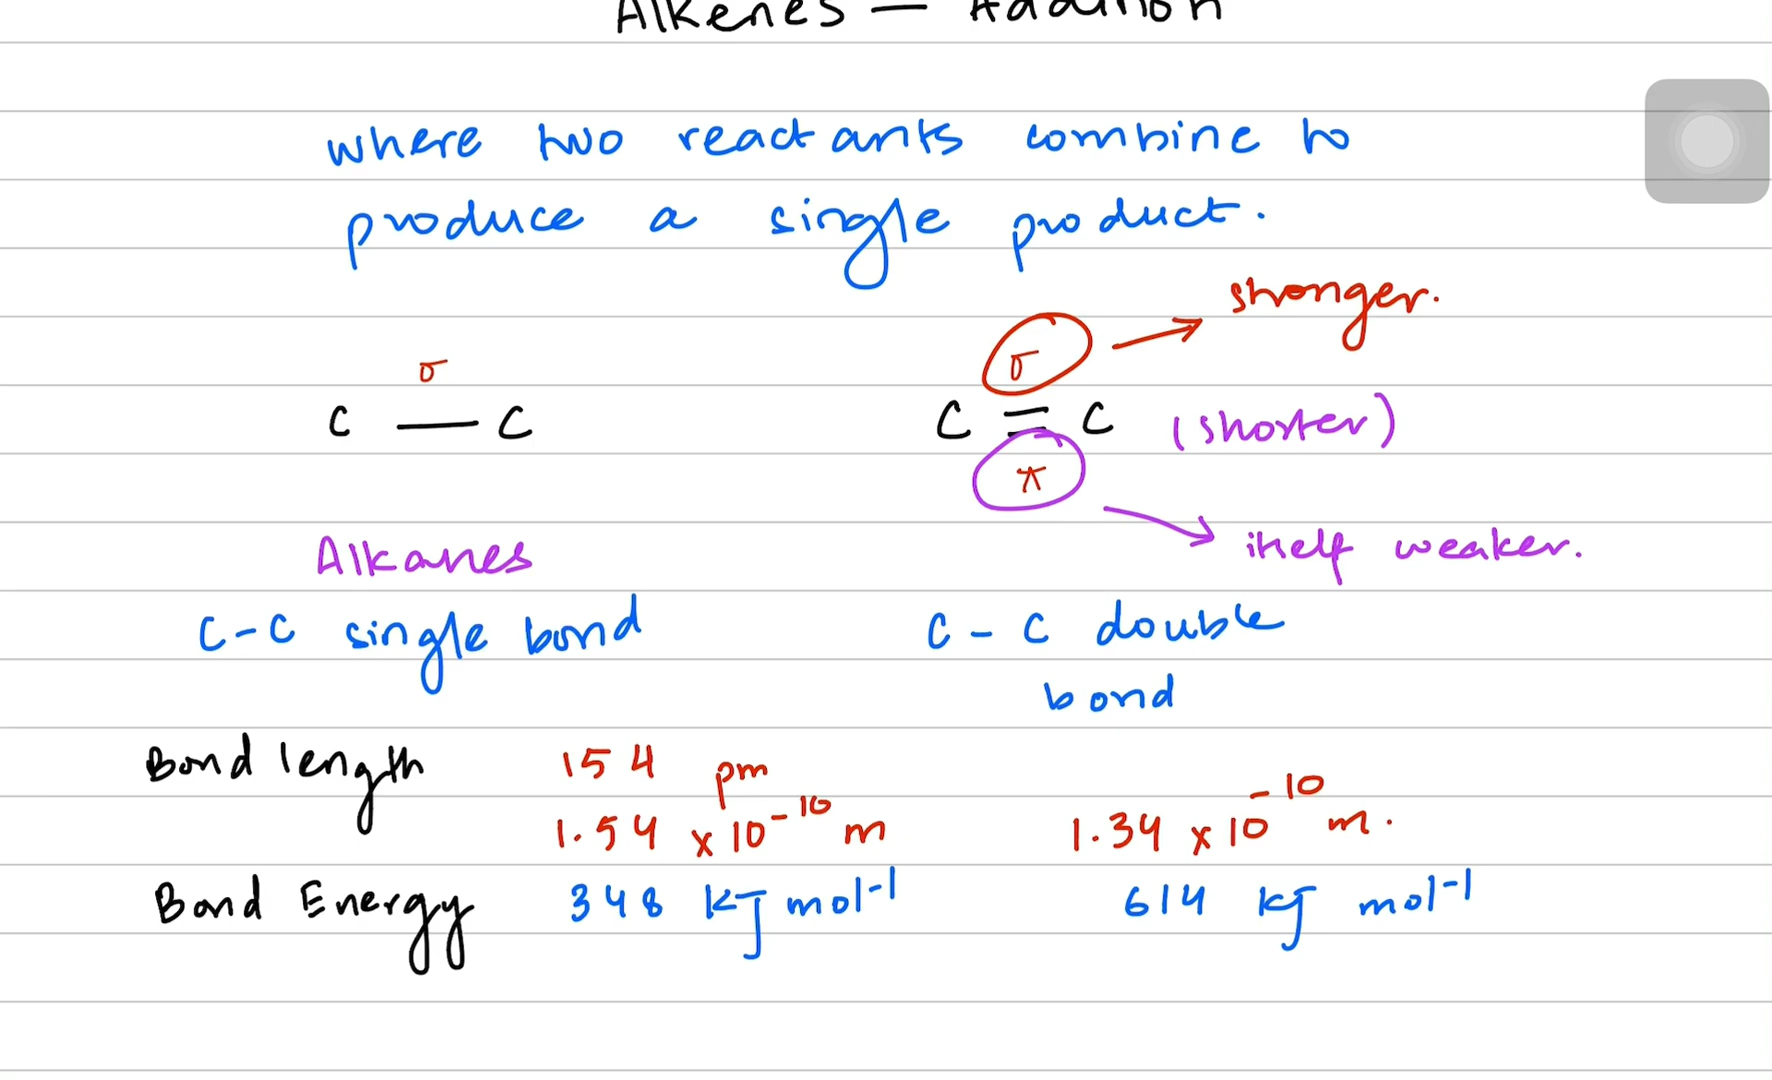 Alkenes — Addition
where two reactants combine to
produce a single product.
stronger.
σ σ
C — C C = C (shorter)
π
itself weaker.
Alkanes
C-C single bond C - C double
bond
Bond length 154 pm
1.54 x 10-10 m 1.34 x 10-10 m.
Bond Energy 348 KJ mol-1 614 kJ mol-1